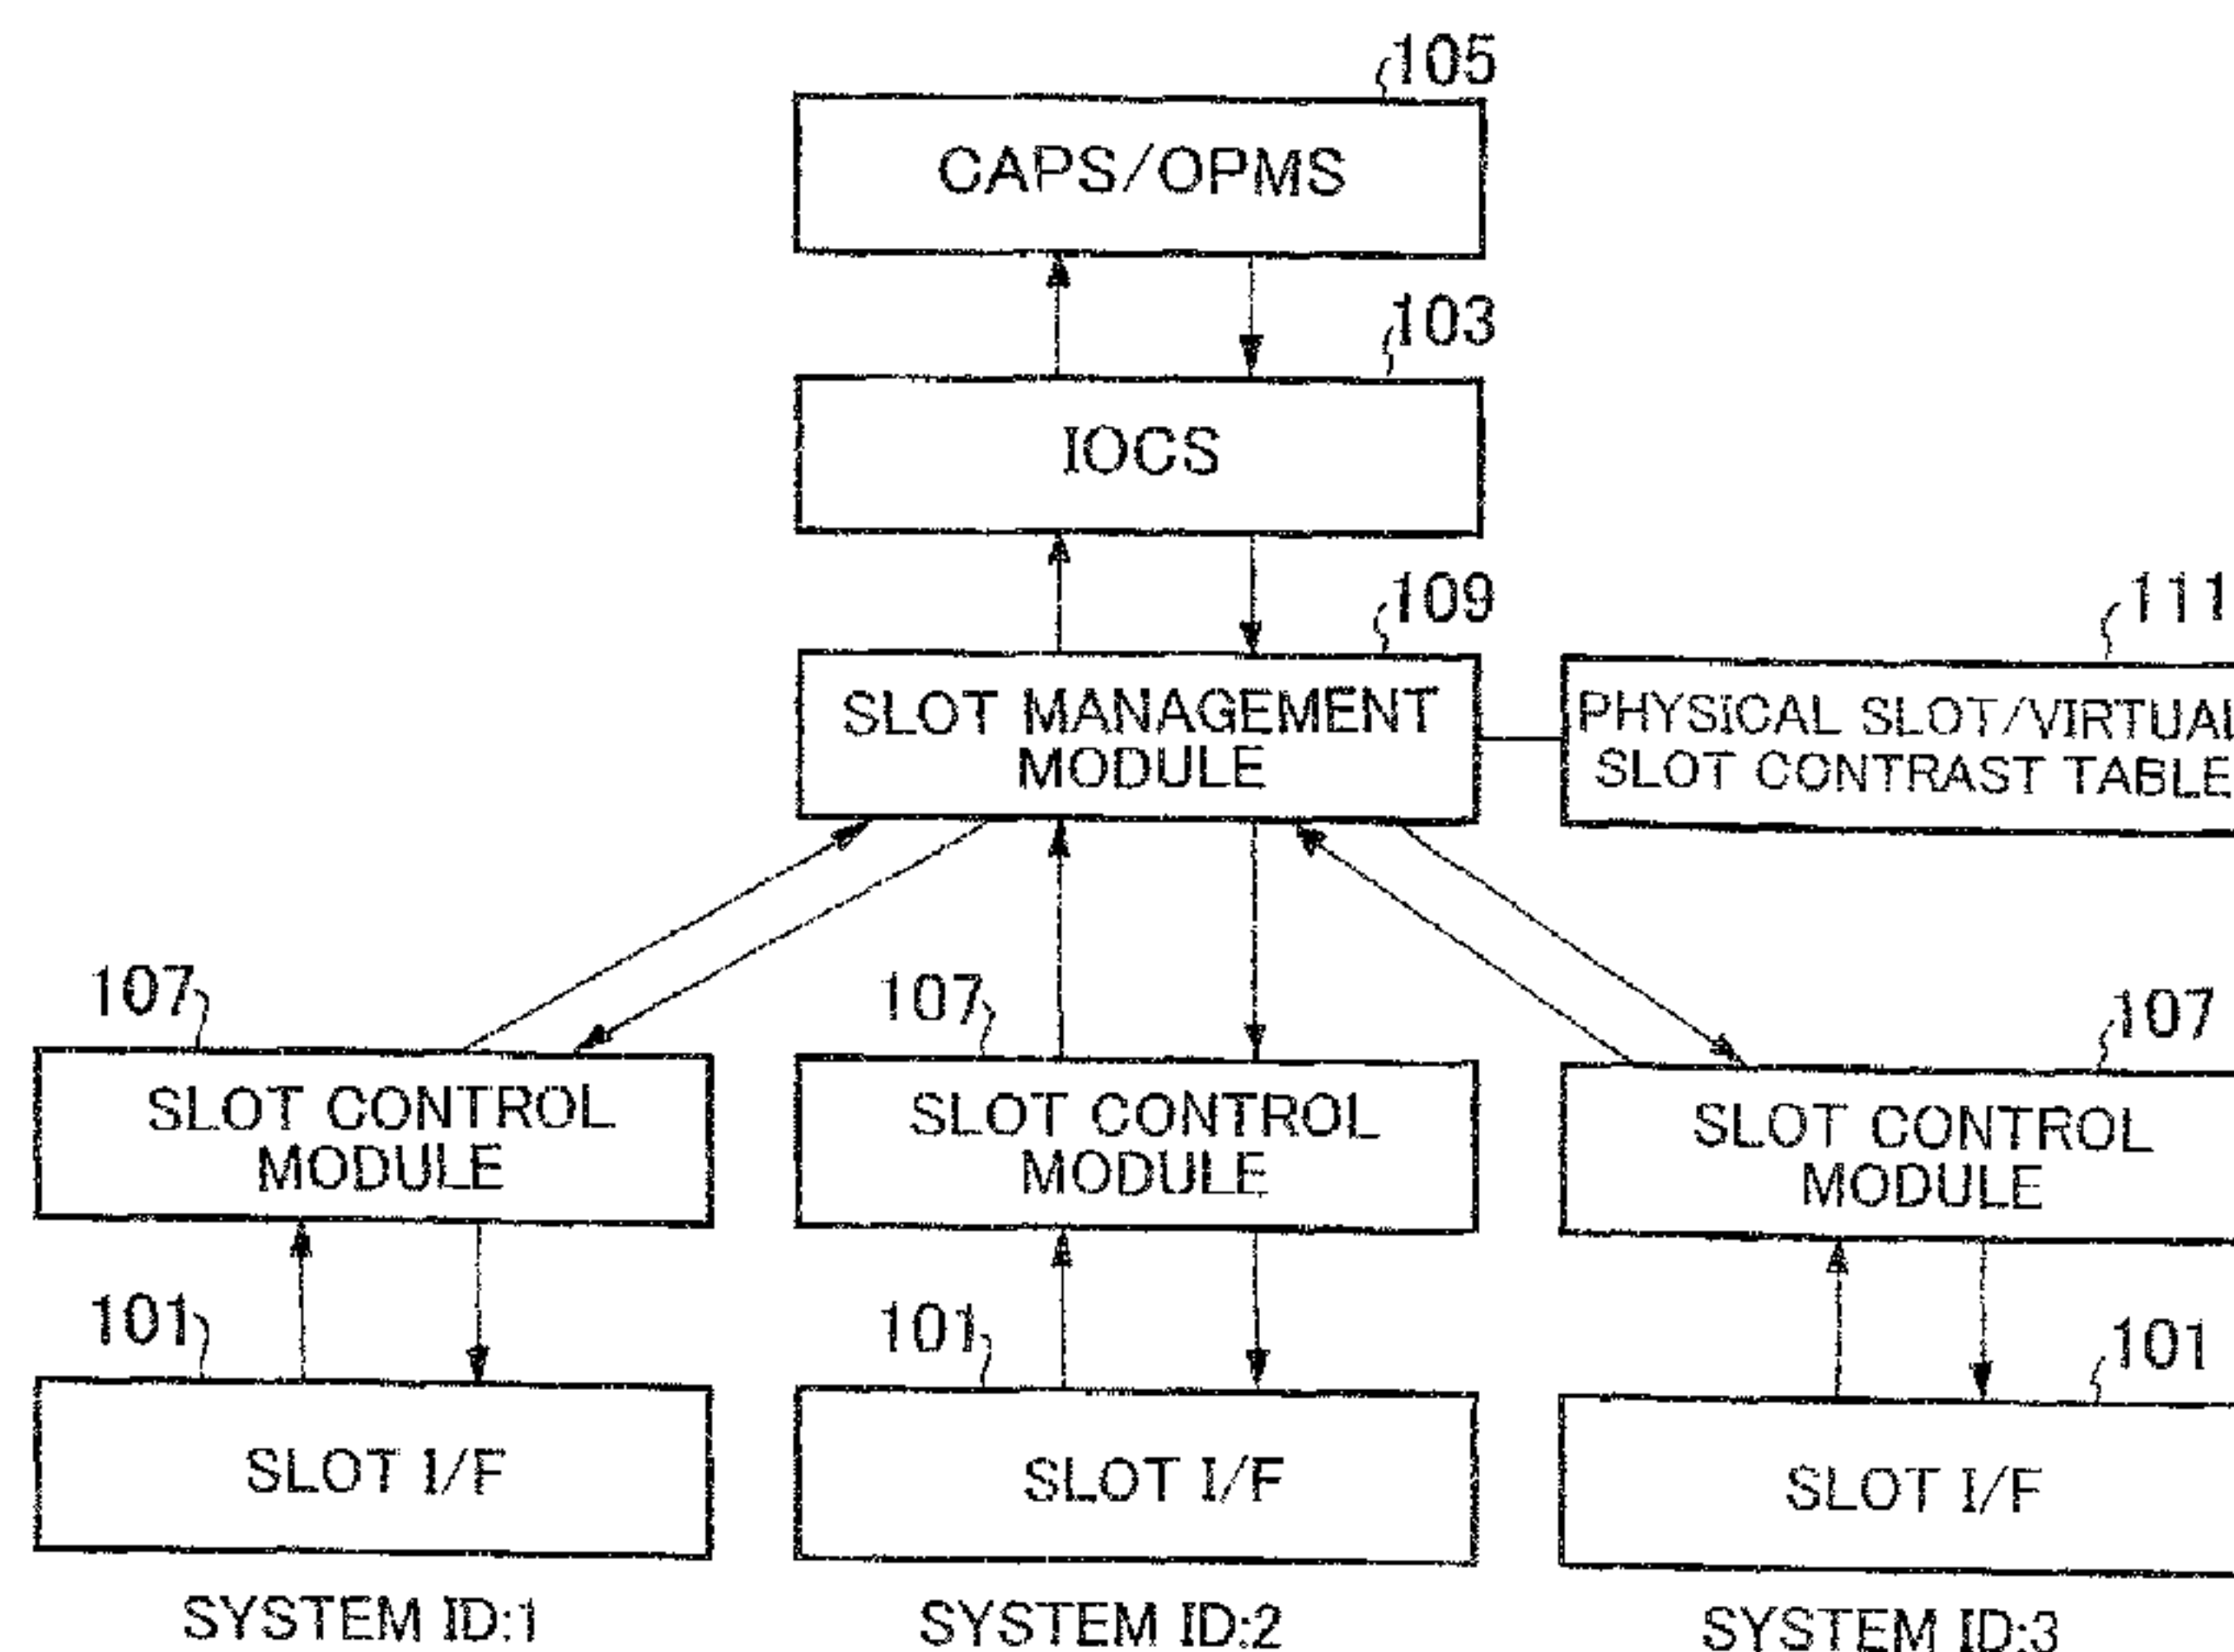 105
CAPS/OPMS
103
IOCS
109
111
SLOT MANAGEMENT
MODULE
PHYSICAL SLOT/VIRTUAL
SLOT CONTRAST TABLE
107
107
107
SLOT CONTROL
MODULE
SLOT CONTROL
MODULE
SLOT CONTROL
MODULE
101
101
101
SLOT I/F
SLOT I/F
SLOT I/F
SYSTEM ID:1
SYSTEM ID:2
SYSTEM ID:3